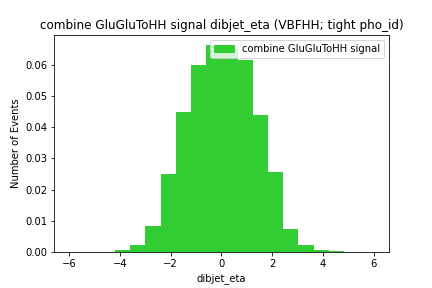 combine GluGluToHH signal dibjet_eta (VBFHH; tight pho_id)
combine GluGluToHH signal
Number of Events
0.06
0.05
0.04
0.03
0.02
0.01
0.00
−6 −4 −2 0 2 4 6
dibjet_eta